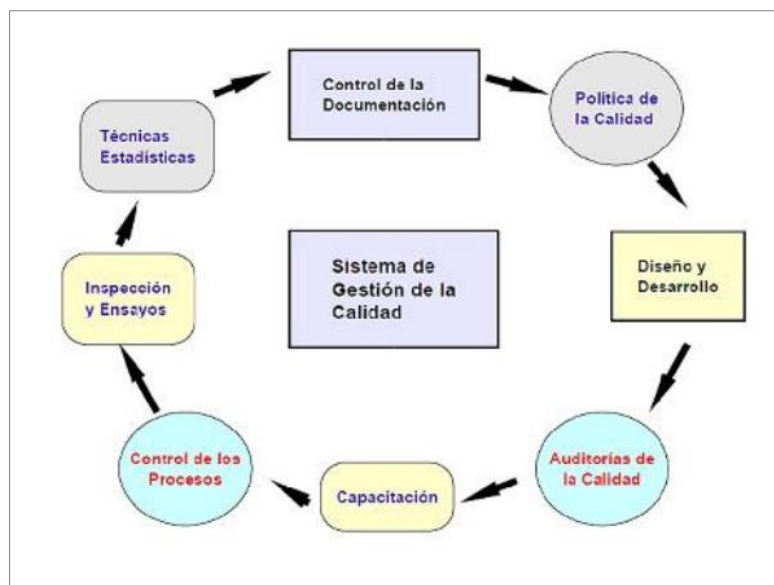 Control de la
Documentación
Política de
la Calidad
Técnicas
Estadísticas
Sistema de
Gestión de la
Calidad
Diseño y
Desarrollo
Inspección
y Ensayos
Control de los
Procesos
Capacitación
Auditorías de
la Calidad